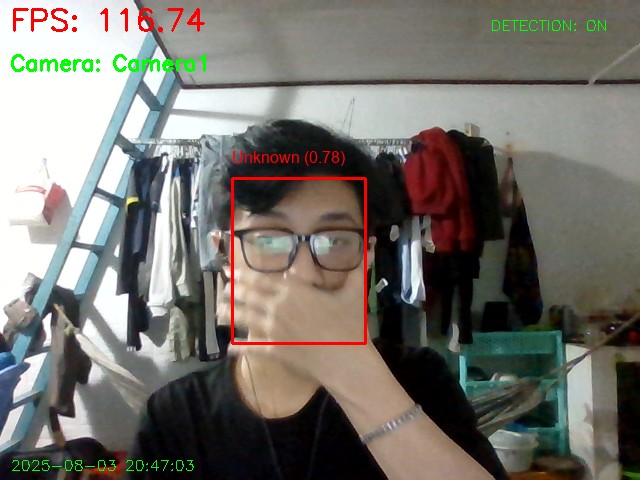 FPS: 116.74
DETECTION: ON
Camera: Camera1
Unknown (0.78)
2025-08-03 20:47:03